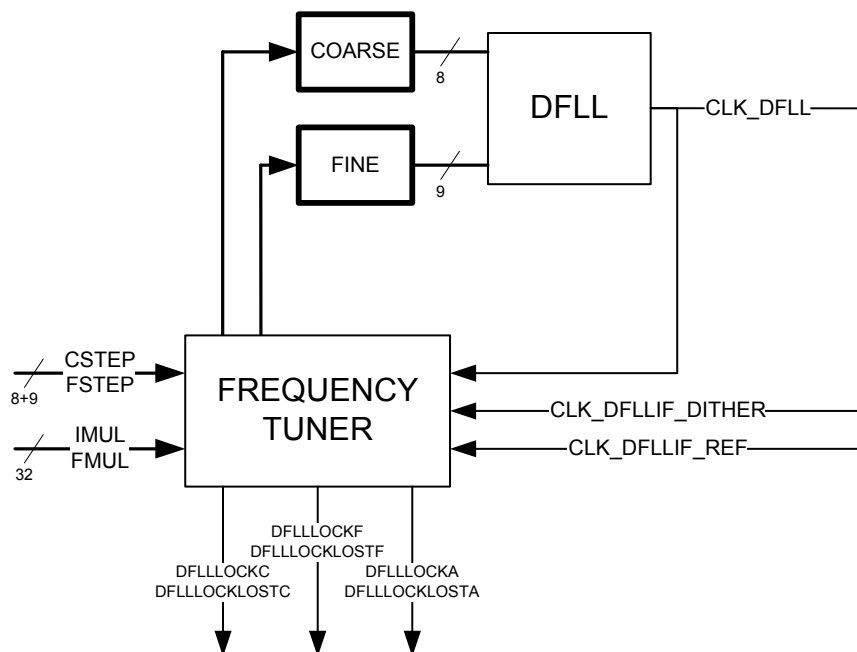 COARSE
8
DFLL
CLK_DFLL
FINE
9
CSTEP
FSTEP
8+9
FREQUENCY
TUNER
CLK_DFLLIF_DITHER
IMUL
FMUL
32
CLK_DFLLIF_REF
DFLLLOCKF
DFLLLOCKLOSTF
DFLLLOCKC
DFLLLOCKLOSTC
DFLLLOCKA
DFLLLOCKLOSTA